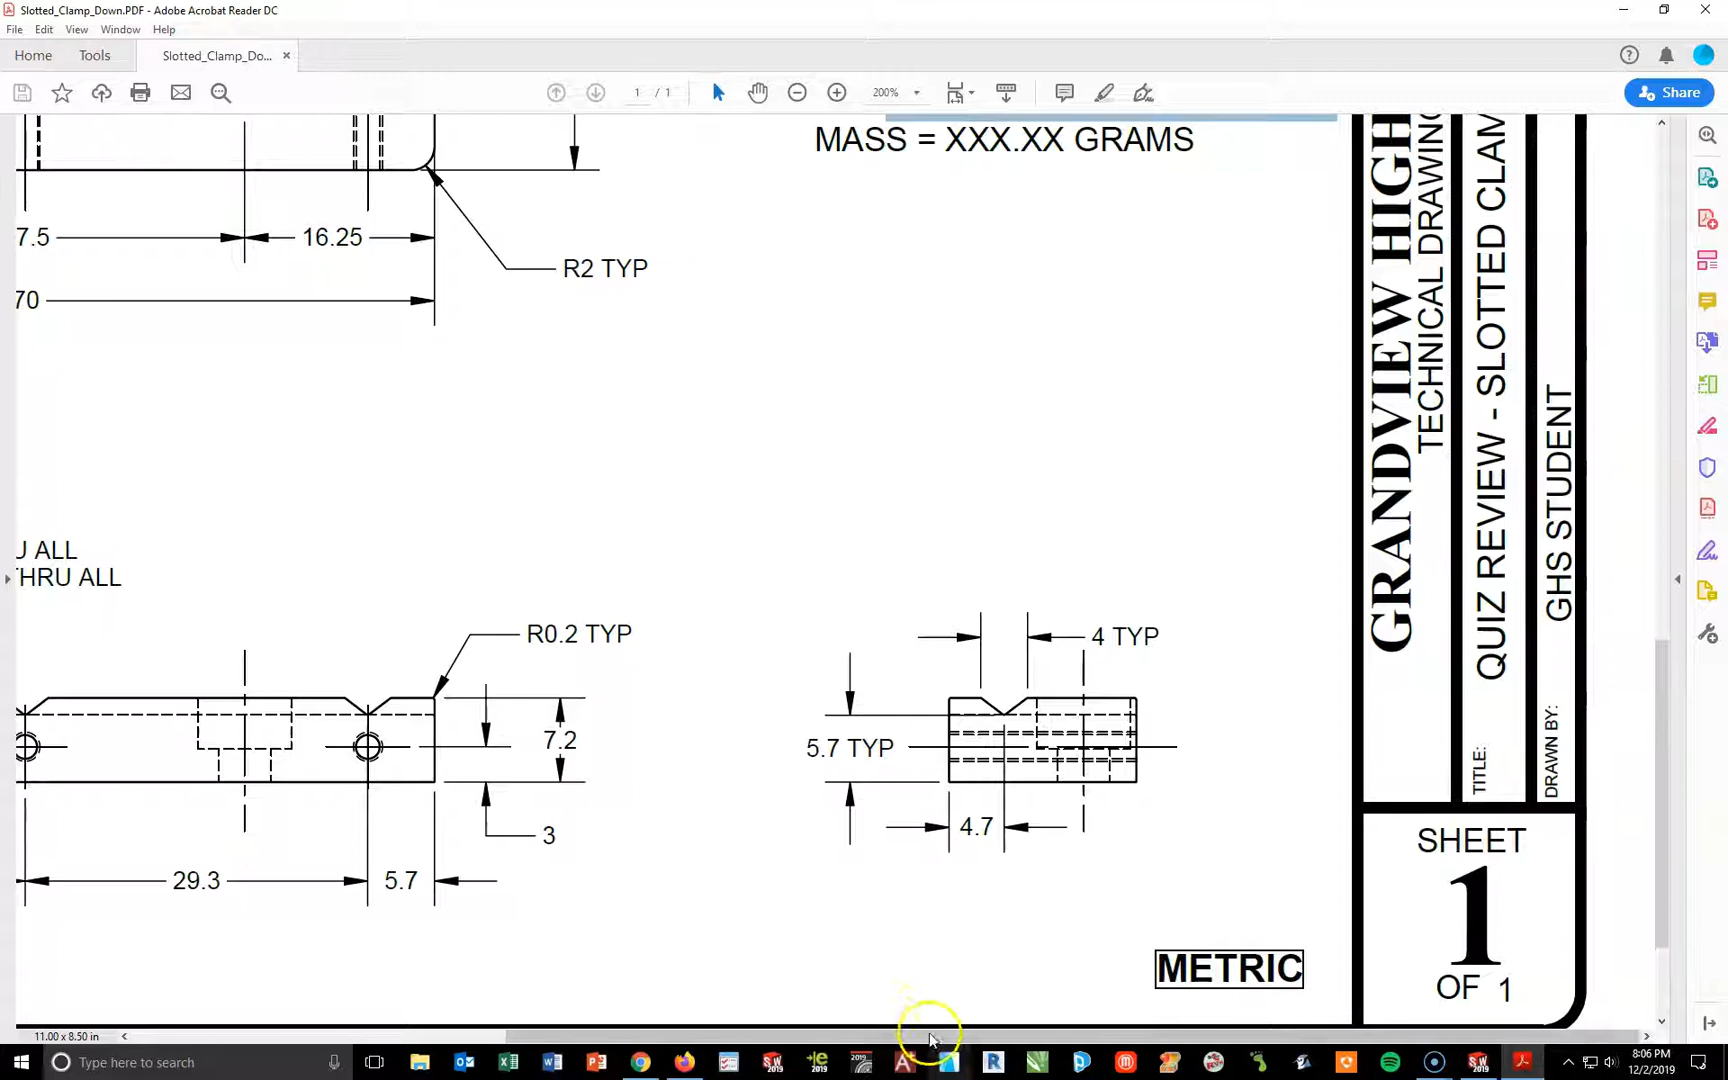 Slotted_Clamp_Down.PDF - Adobe Acrobat Reader DC
File Edit View Window Help
Home Tools Slotted_Clamp_Do... ×
1 / 1 200% Share
MASS = XXX.XX GRAMS
7.5 16.25
R2 TYP
70
U ALL
THRU ALL
R0.2 TYP
4 TYP
7.2
5.7 TYP
3
4.7
29.3 5.7
METRIC
GRANDVIEW HIGH
TECHNICAL DRAWING
TITLE:
QUIZ REVIEW - SLOTTED CLAM
DRAWN BY:
GHS STUDENT
SHEET
1
OF 1
11.00 x 8.50 in
Type here to search
8:06 PM
12/2/2019